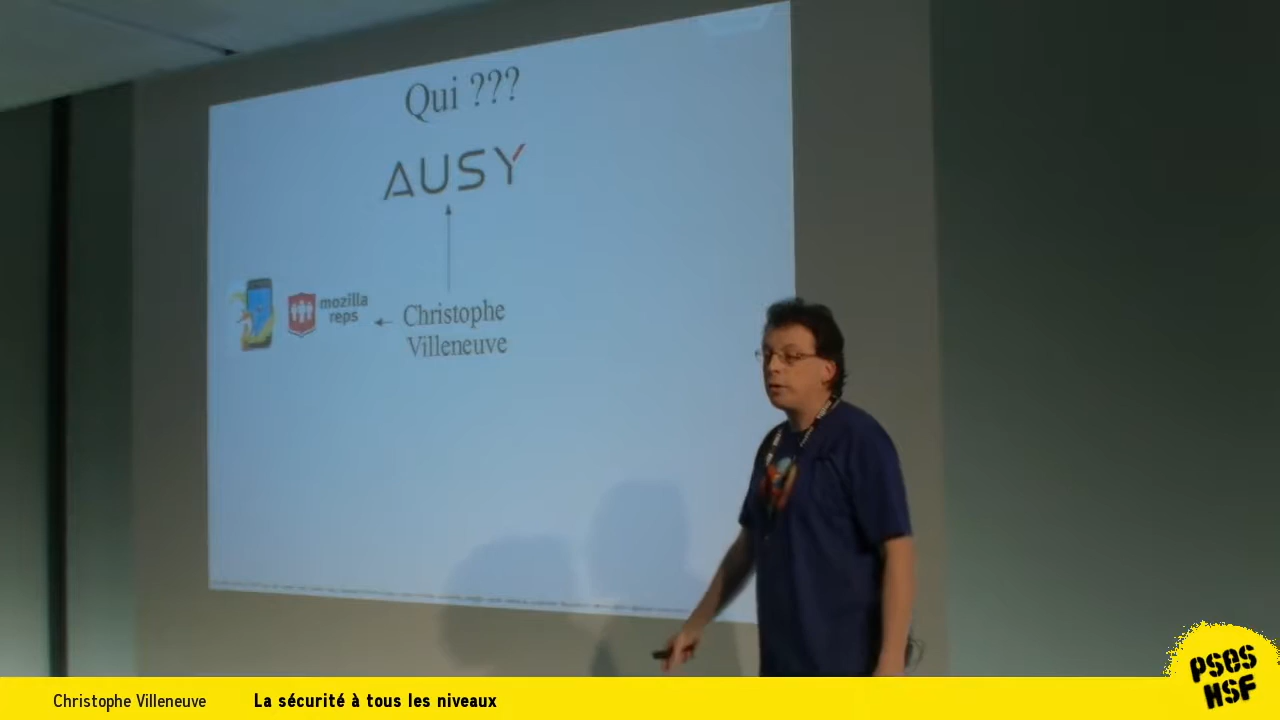 Qui ???
AUSY
mozilla
reps
Christophe
Villeneuve
Christophe Villeneuve
La sécurité à tous les niveaux
PSES
HSF